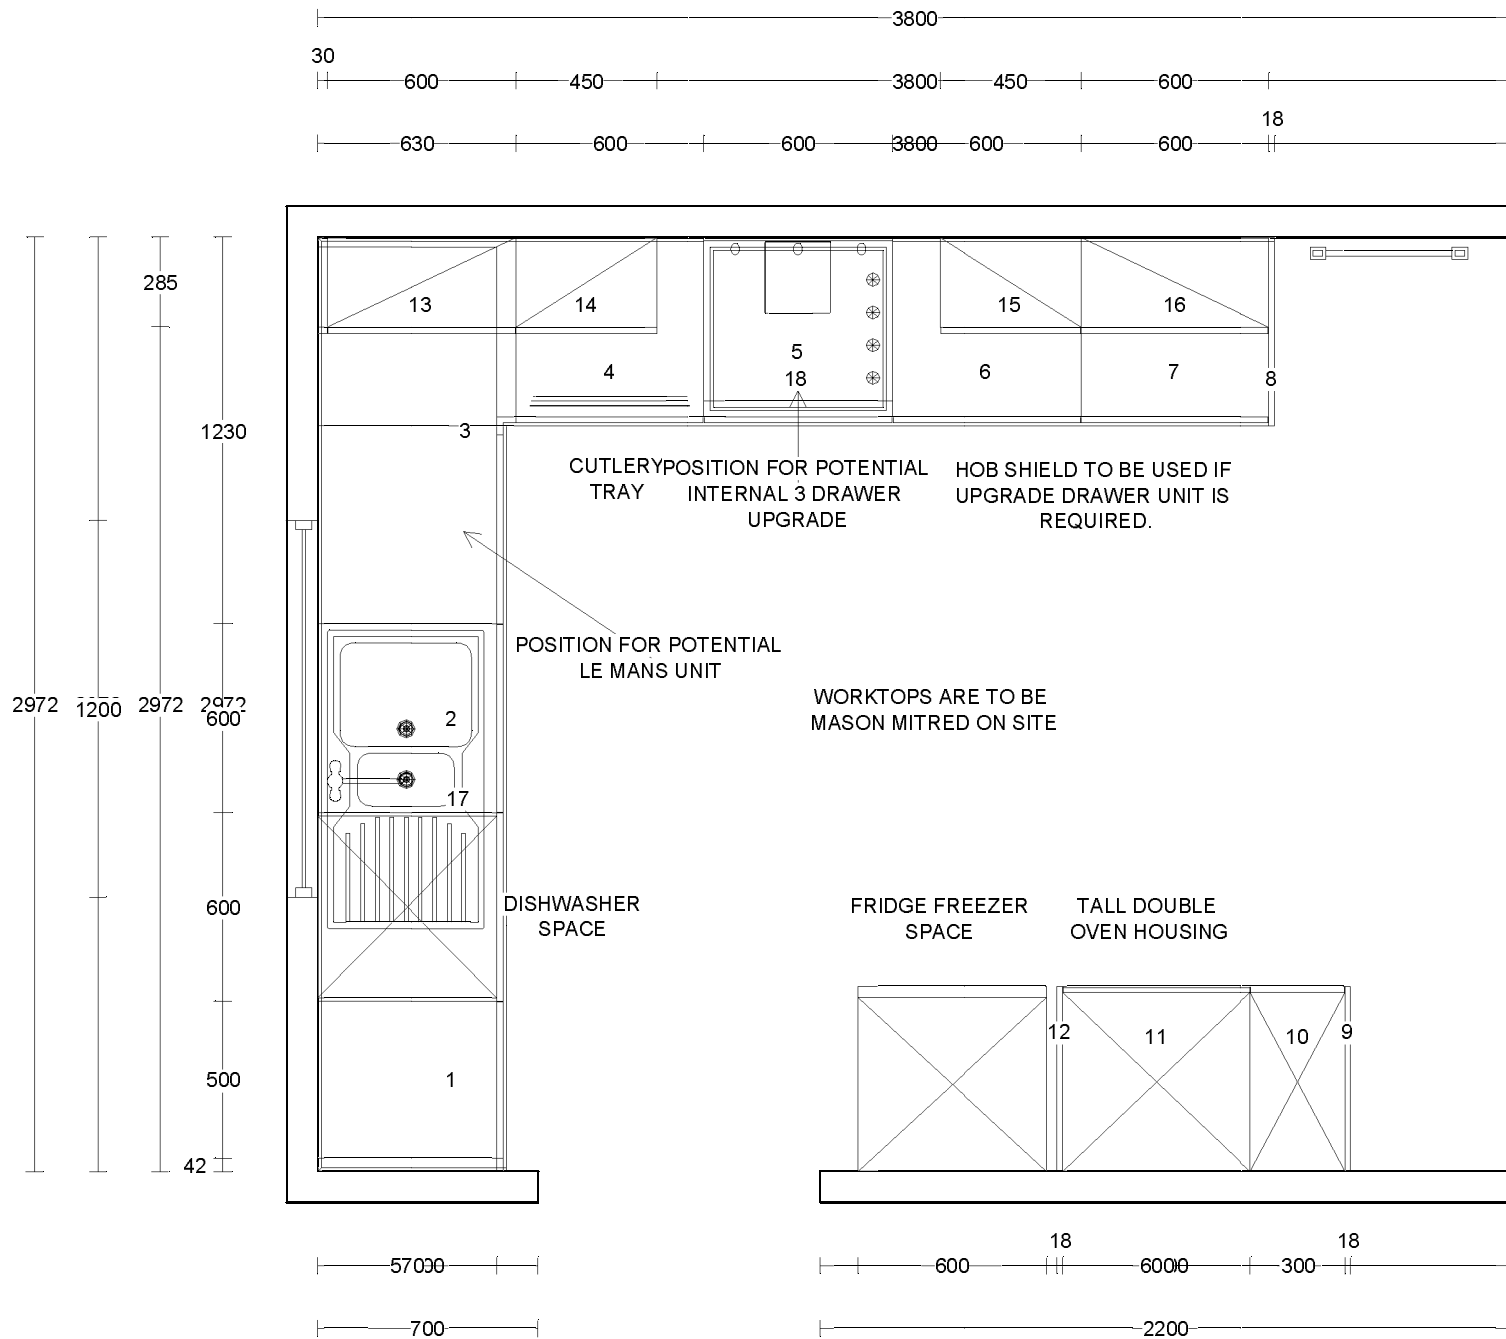 3800
30
600 450 3800 450 600
18
630 600 600 3800 600 600
285
13 14 15 16
5
4 18 6 7 8
1230
3
CUTLERY
TRAY
POSITION FOR POTENTIAL
INTERNAL 3 DRAWER
UPGRADE
HOB SHIELD TO BE USED IF
UPGRADE DRAWER UNIT IS
REQUIRED.
POSITION FOR POTENTIAL
LE MANS UNIT
WORKTOPS ARE TO BE
MASON MITRED ON SITE
2972 1200 2972 2972
600
2
17
600
DISHWASHER
SPACE
FRIDGE FREEZER
SPACE
TALL DOUBLE
OVEN HOUSING
12 11 10 9
500
1
42
18 18
570 600 600 300
700 2200